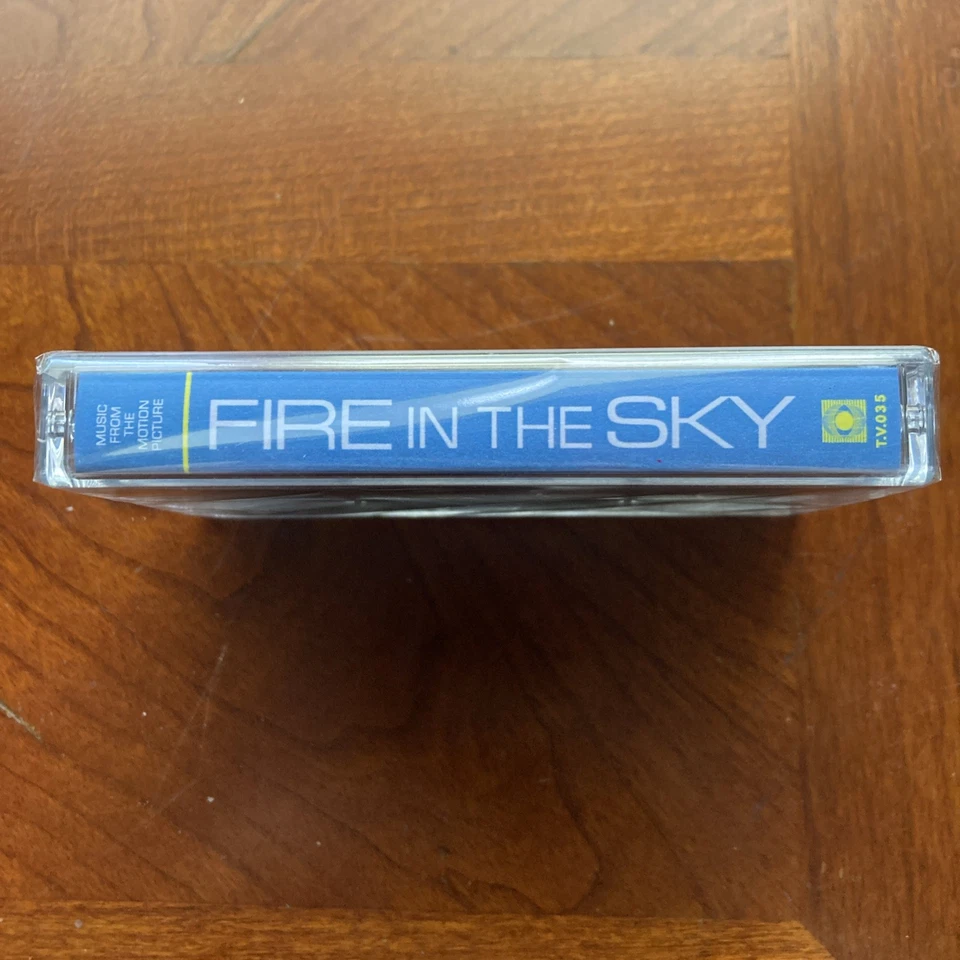 MUSIC
FROM
THE
MOTION
PICTURE
FIRE IN THE SKY
T.V.035